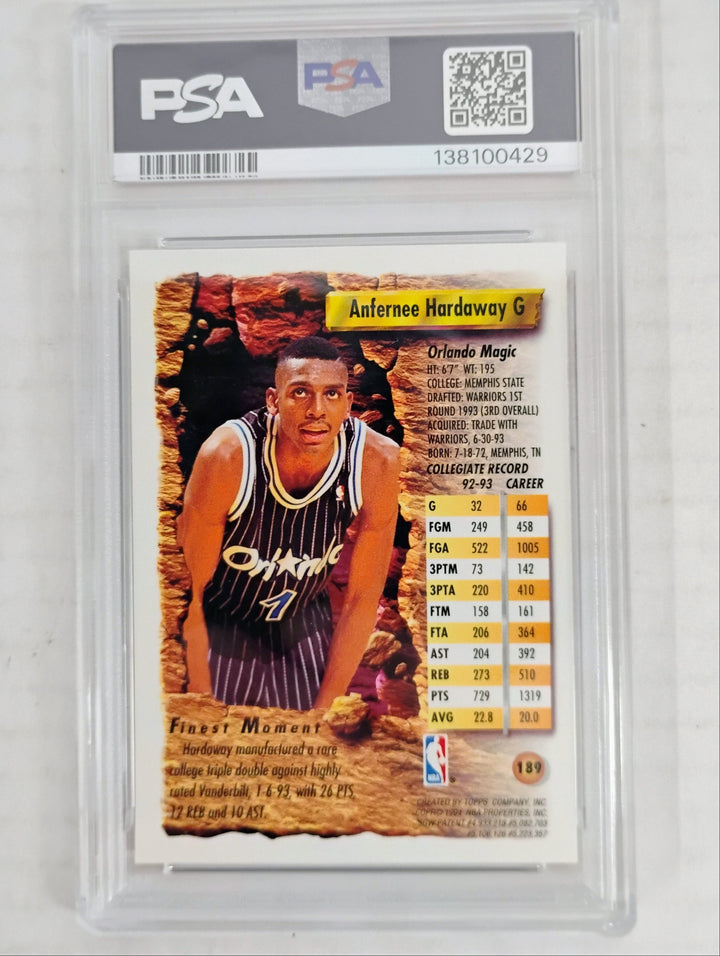 PSA
PSA
138100429
Anfernee Hardaway G
Orlando Magic
HT: 6'7" WT: 195
COLLEGE: MEMPHIS STATE
DRAFTED: WARRIORS 1ST
ROUND 1993 (3RD OVERALL)
ACQUIRED: TRADE WITH
WARRIORS, 6-30-93
BORN: 7-18-72, MEMPHIS, TN
COLLEGIATE RECORD
92-93 CAREER
G 32 66
FGM 249 458
FGA 522 1005
3PTM 73 142
3PTA 220 410
FTM 158 161
FTA 206 364
AST 204 392
REB 273 510
PTS 729 1319
AVG 22.8 20.0
Orlando
1
Finest Moment
Hardaway manufactured a rare
college triple double against highly
rated Vanderbilt, 1-6-93, with 26 PTS,
12 REB and 10 AST.
NBA
189
CREATED BY TOPPS COMPANY, INC.
1994 NBA PROPERTIES, INC.